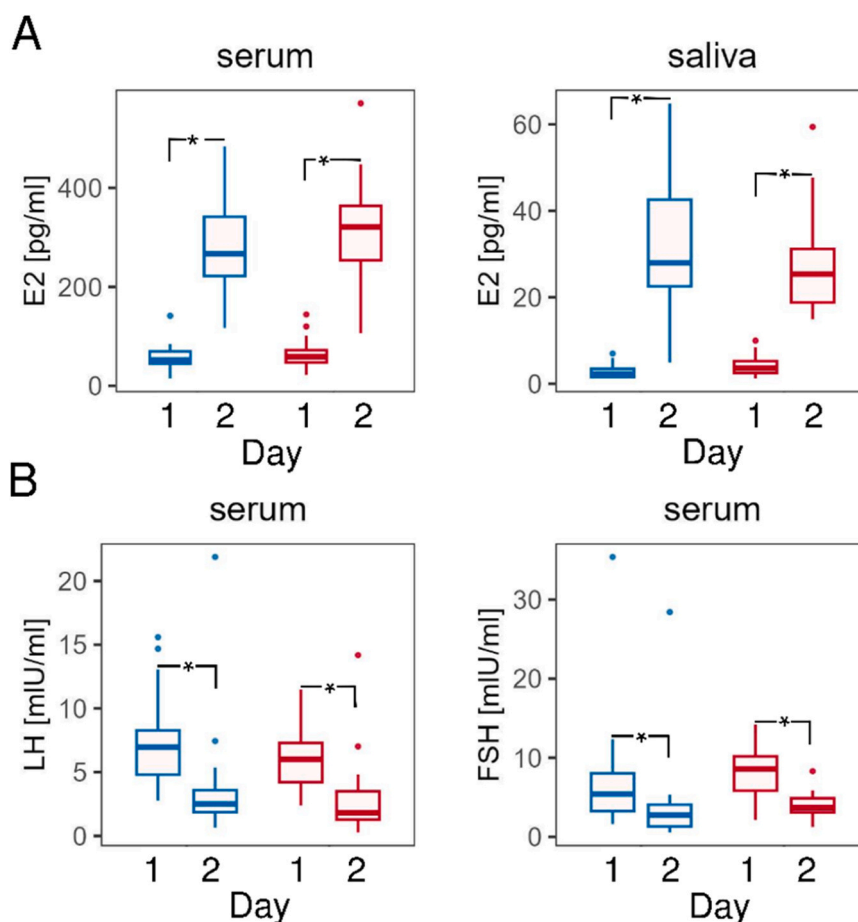 A
serum
saliva
E2 [pg/ml]
400
200
0
*
*
1 2 1 2
Day
E2 [pg/ml]
60
40
20
0
*
*
1 2 1 2
Day
B
serum
serum
LH [mIU/ml]
20
15
10
5
0
*
*
1 2 1 2
Day
FSH [mIU/ml]
30
20
10
0
*
*
1 2 1 2
Day